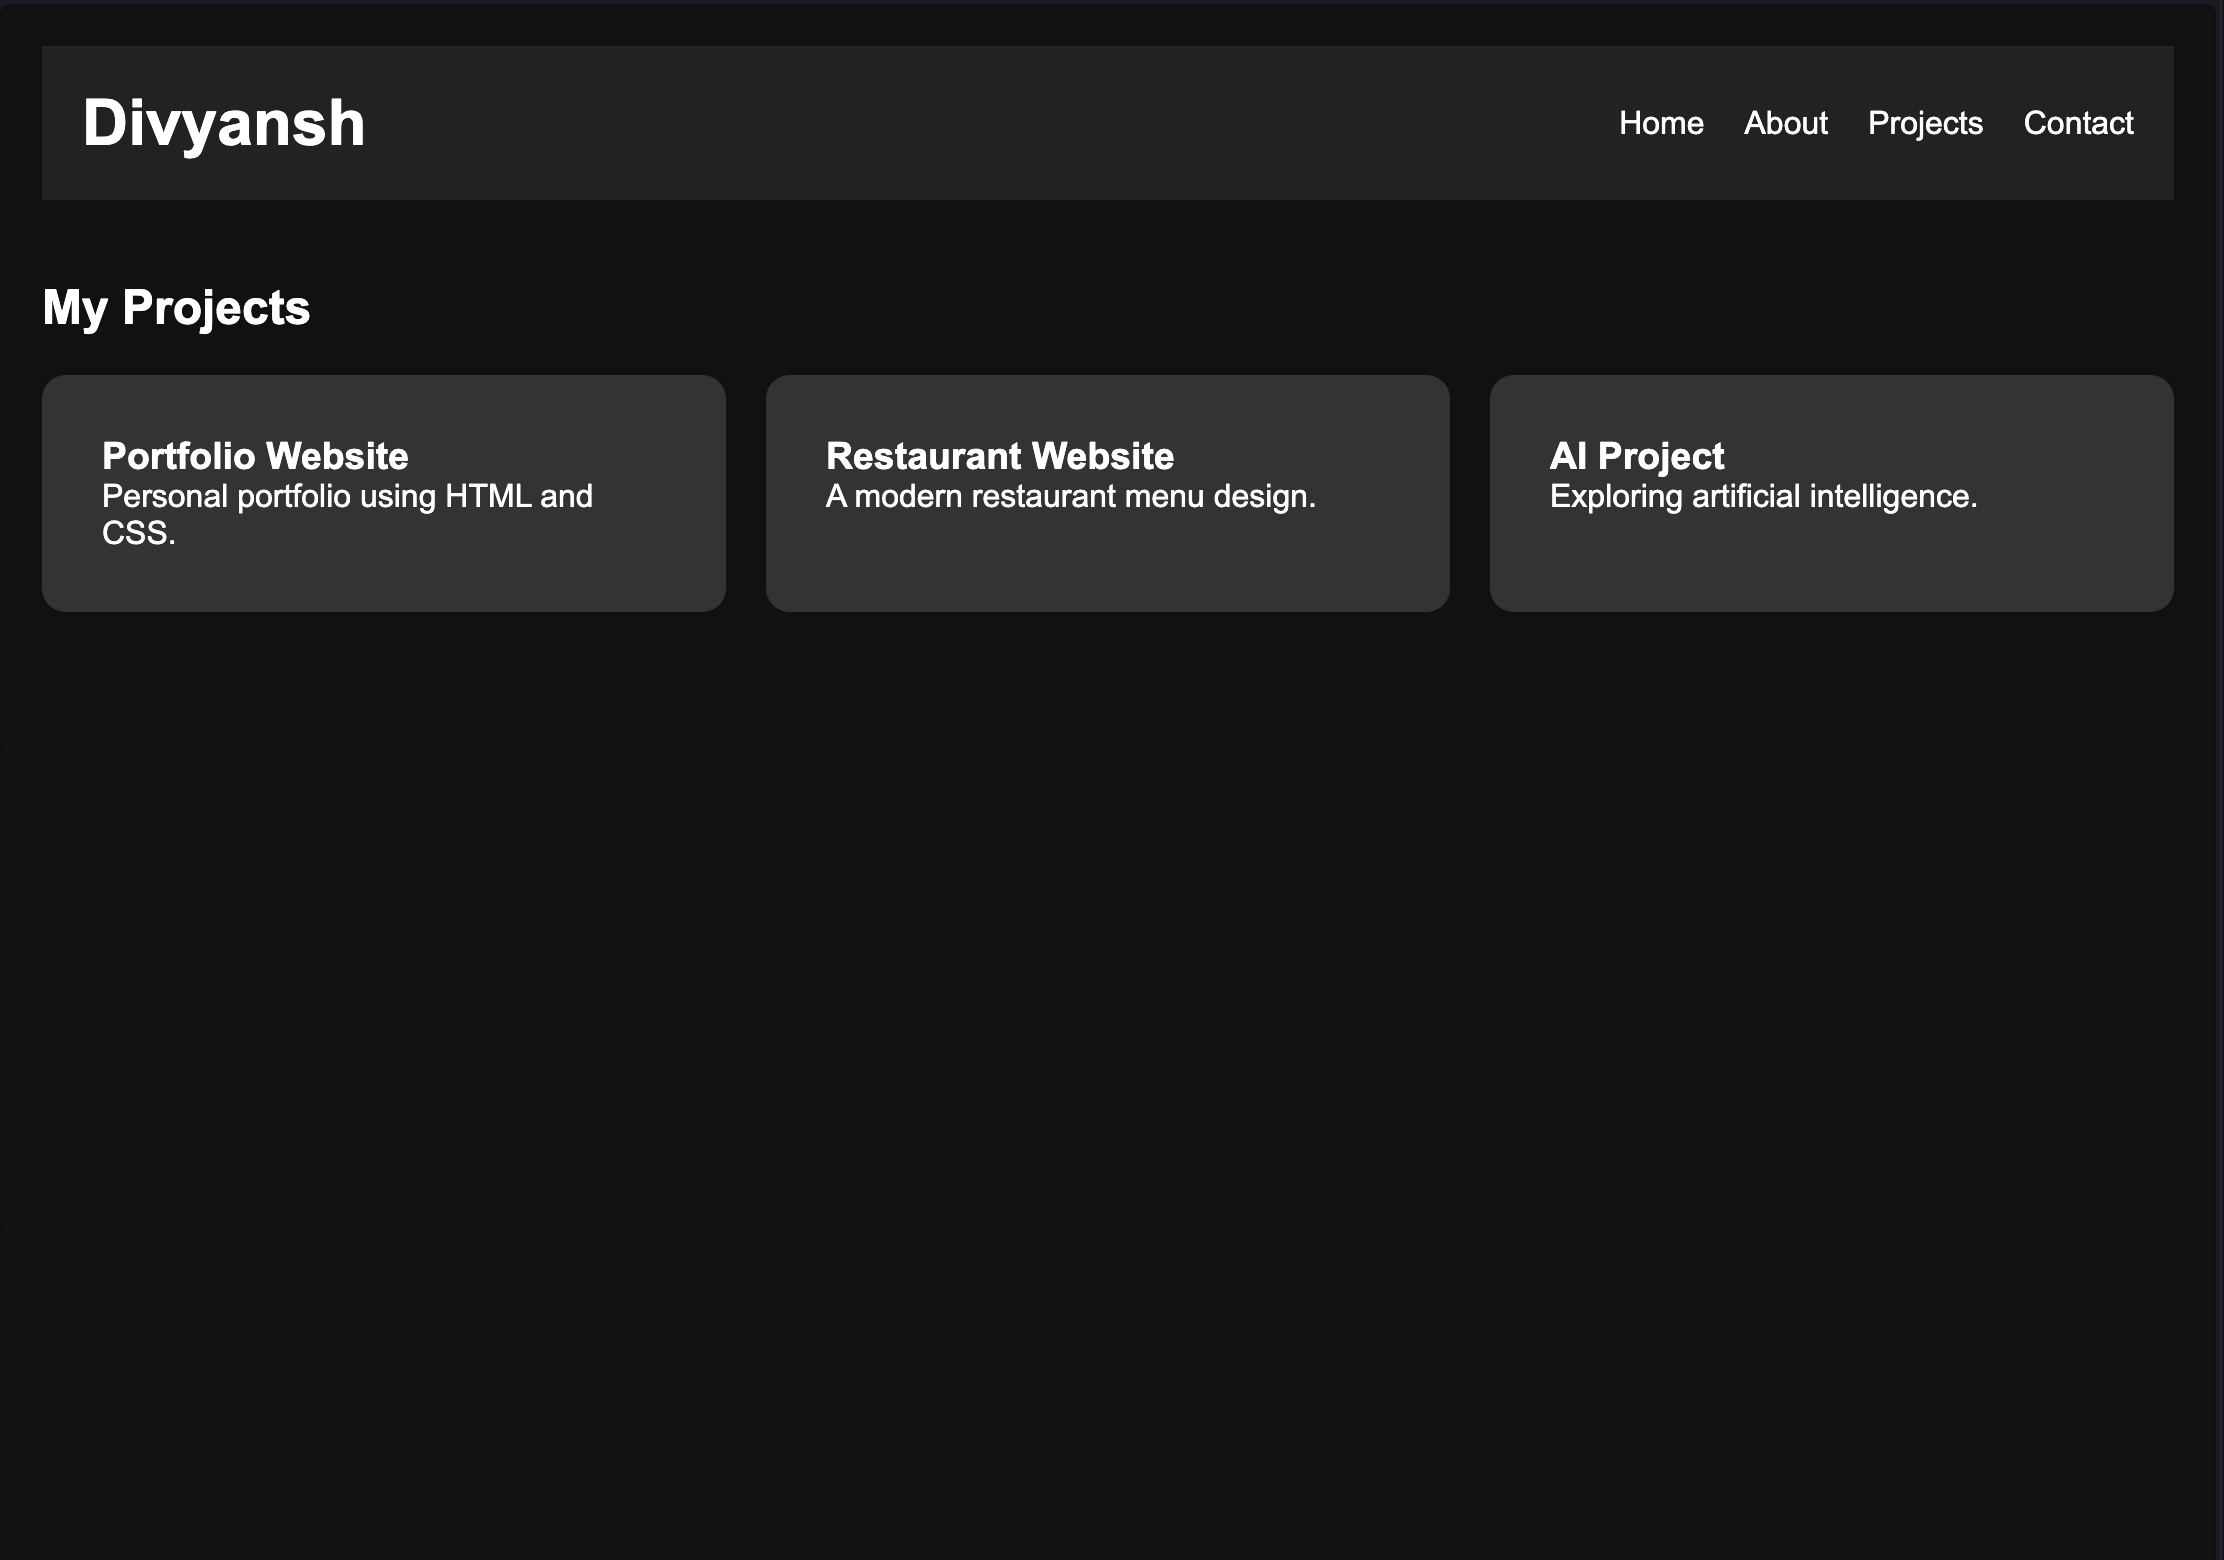 Divyansh
Home About Projects Contact
My Projects
Portfolio Website
Personal portfolio using HTML and
CSS.
Restaurant Website
A modern restaurant menu design.
AI Project
Exploring artificial intelligence.